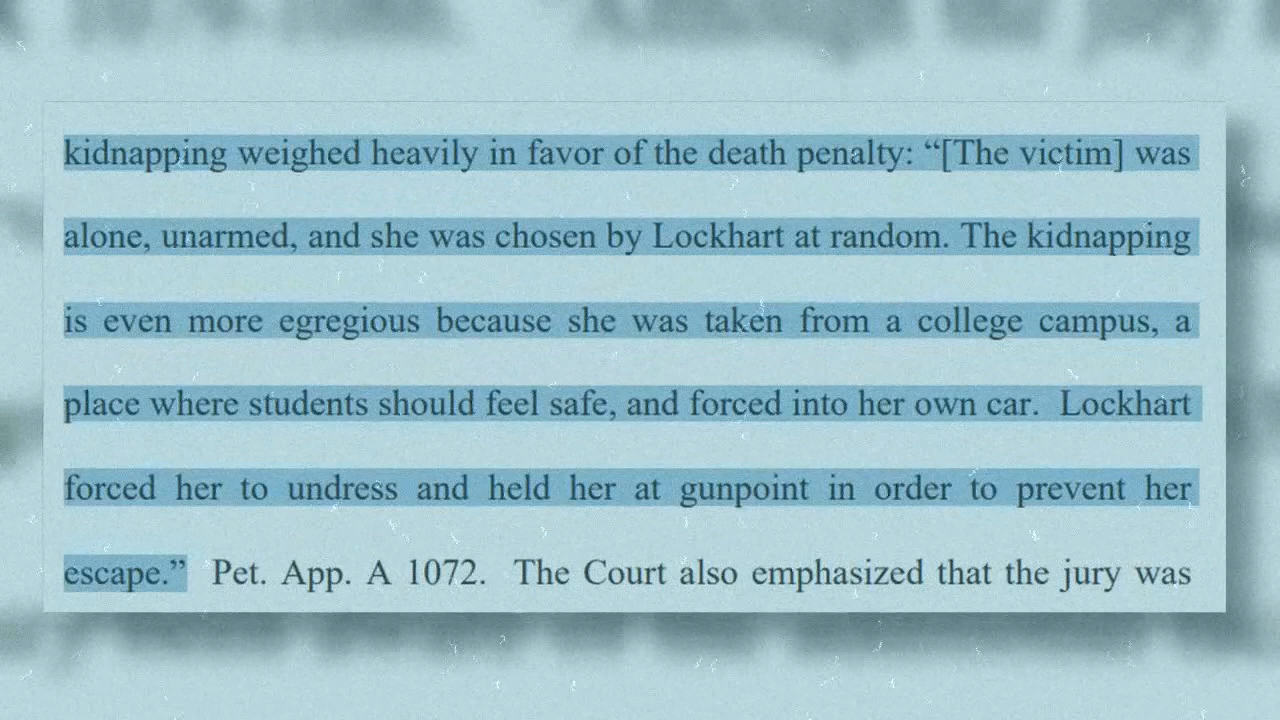 kidnapping weighed heavily in favor of the death penalty: “[The victim] was
alone, unarmed, and she was chosen by Lockhart at random. The kidnapping
is even more egregious because she was taken from a college campus, a
place where students should feel safe, and forced into her own car.  Lockhart
forced her to undress and held her at gunpoint in order to prevent her
escape.”  Pet. App. A 1072.  The Court also emphasized that the jury was